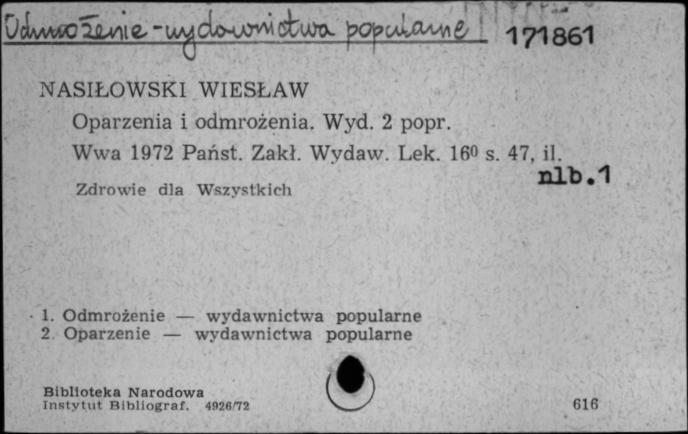 Odmrożenie - wydawnictwa popularne 171861
NASIŁOWSKI WIESŁAW
Oparzenia i odmrożenia. Wyd. 2 popr.
Wwa 1972 Państ. Zakł. Wydaw. Lek. 16⁰ s. 47, il.
nlb.1
Zdrowie dla Wszystkich
1. Odmrożenie — wydawnictwa popularne
2. Oparzenie — wydawnictwa popularne
Biblioteka Narodowa
Instytut Bibliograf. 4926/72 616